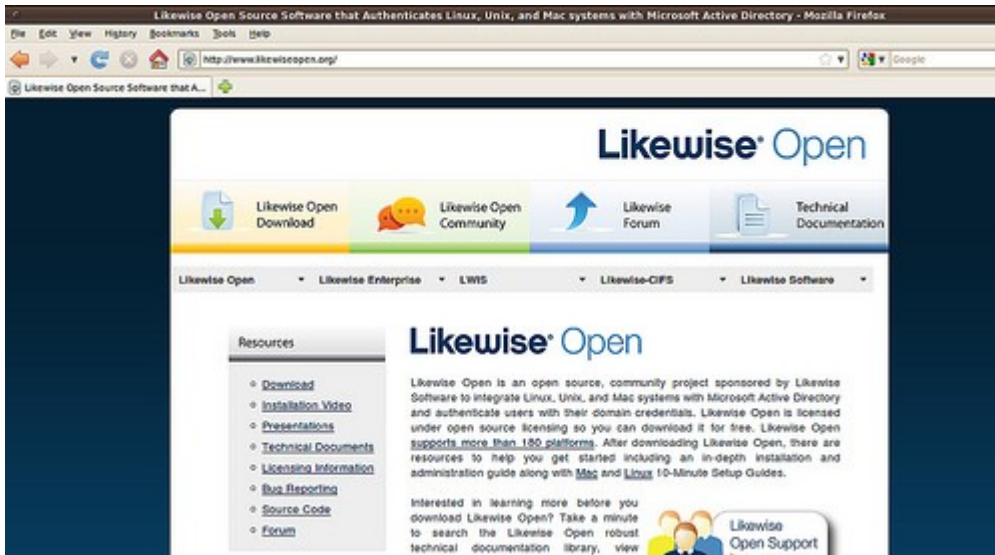 Likewise Open Source Software that Authenticates Linux, Unix, and Mac systems with Microsoft Active Directory - Mozilla Firefox
File Edit View History Bookmarks Tools Help
http://www.likewiseopen.org/
Google
Likewise Open Source Software that A...
Likewise® Open
Likewise Open
Download
Likewise Open
Community
Likewise
Forum
Technical
Documentation
Likewise Open Likewise Enterprise LWIS Likewise-CIFS Likewise Software
Resources
Download
Installation Video
Presentations
Technical Documents
Licensing Information
Bug Reporting
Source Code
Forum
Likewise® Open
Likewise Open is an open source, community project sponsored by Likewise
Software to integrate Linux, Unix, and Mac systems with Microsoft Active Directory
and authenticate users with their domain credentials. Likewise Open is licensed
under open source licensing so you can download it for free. Likewise Open
supports more than 180 platforms. After downloading Likewise Open, there are
resources to help you get started including an in-depth installation and
administration guide along with Mac and Linux 10-Minute Setup Guides.
Interested in learning more before you
download Likewise Open? Take a minute
to search the Likewise Open robust
technical documentation library, view
Likewise
Open Support